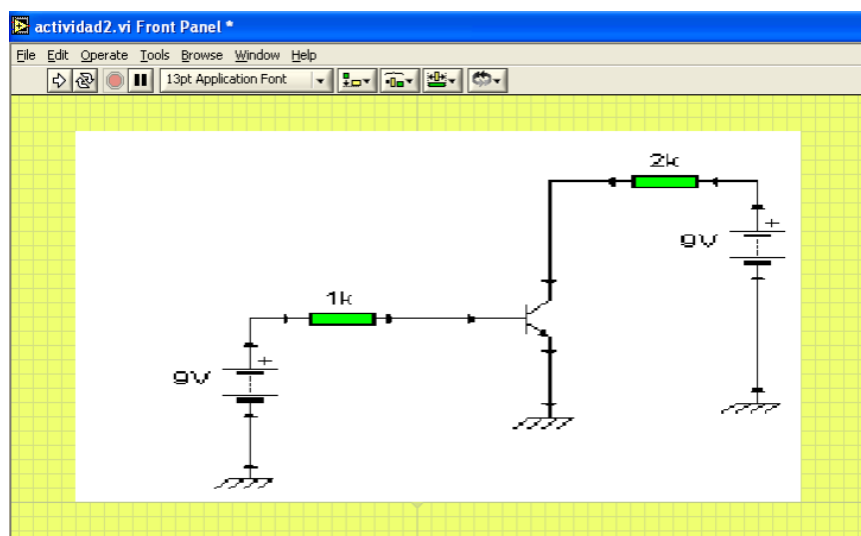 actividad2.vi Front Panel *
File Edit Operate Tools Browse Window Help
13pt Application Font
2k
9V
1k
9V